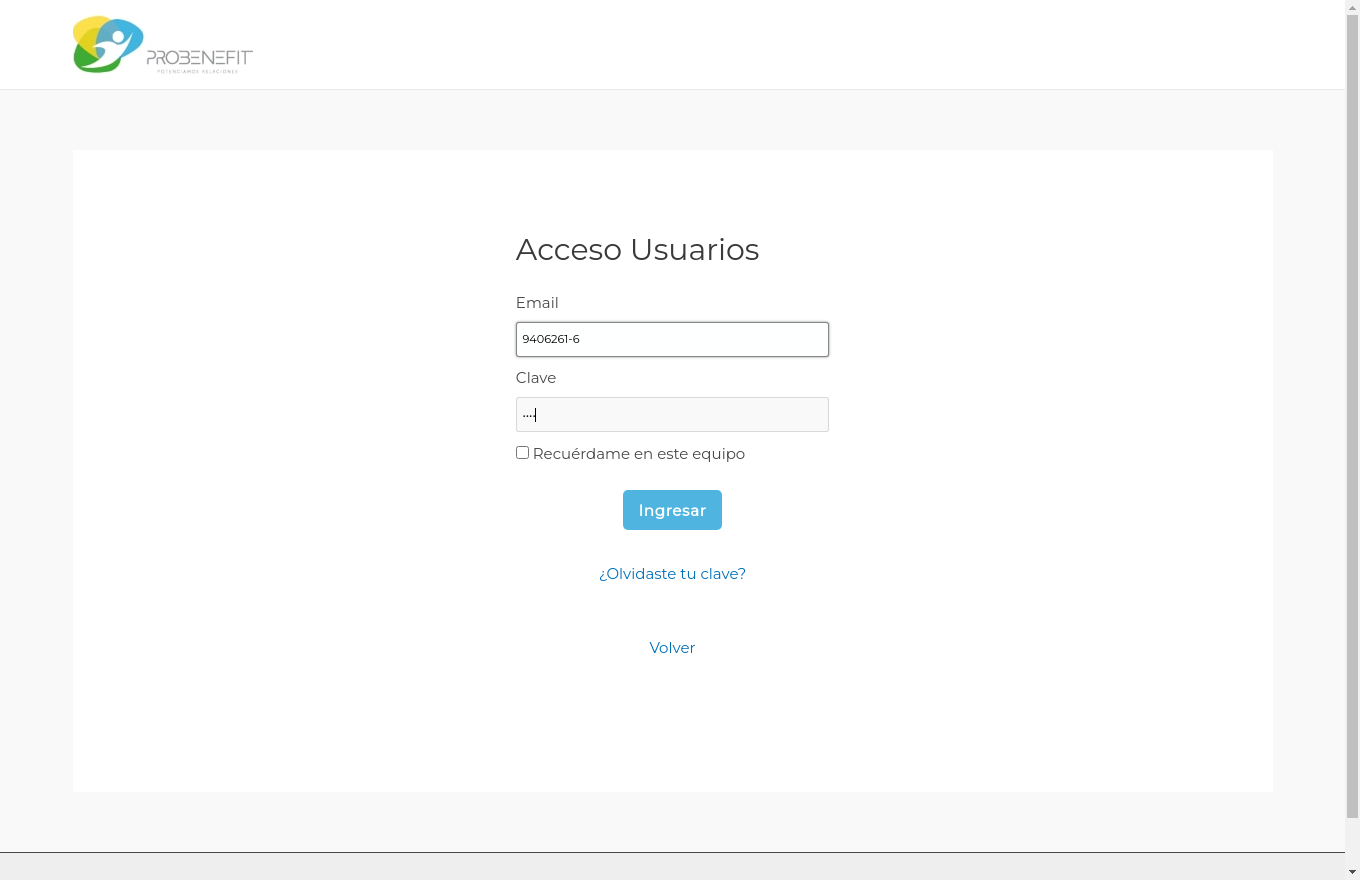 PROBENEFIT
POTENCIAMOS RELACIONES
Acceso Usuarios
Email
9406261-6
Clave
....
Recuérdame en este equipo
Ingresar
¿Olvidaste tu clave?
Volver